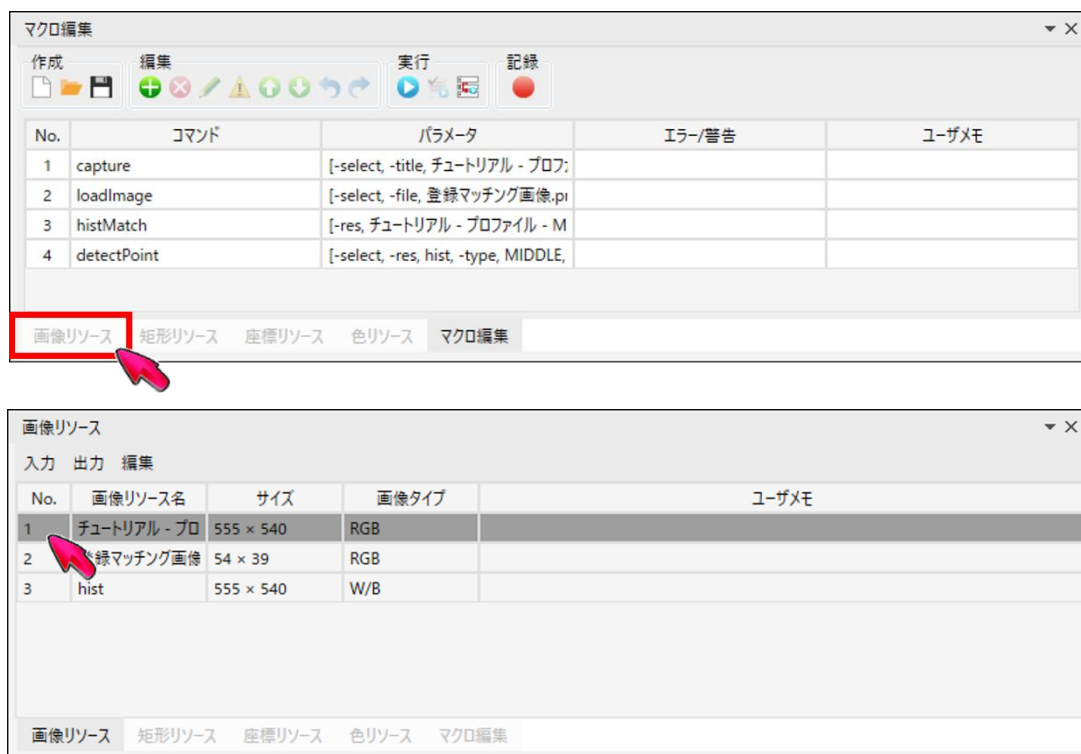 マクロ編集
作成 編集 実行 記録
No. コマンド パラメータ エラー/警告 ユーザメモ
1 capture [-select, -title, チュートリアル - プロファ
2 loadImage [-select, -file, 登録マッチング画像.pr
3 histMatch [-res, チュートリアル - プロファイル - M
4 detectPoint [-select, -res, hist, -type, MIDDLE,
画像リソース 矩形リソース 座標リソース 色リソース マクロ編集
画像リソース
入力 出力 編集
No. 画像リソース名 サイズ 画像タイプ ユーザメモ
1 チュートリアル - プロ 555 × 540 RGB
2 録マッチング画像 54 × 39 RGB
3 hist 555 × 540 W/B
画像リソース 矩形リソース 座標リソース 色リソース マクロ編集